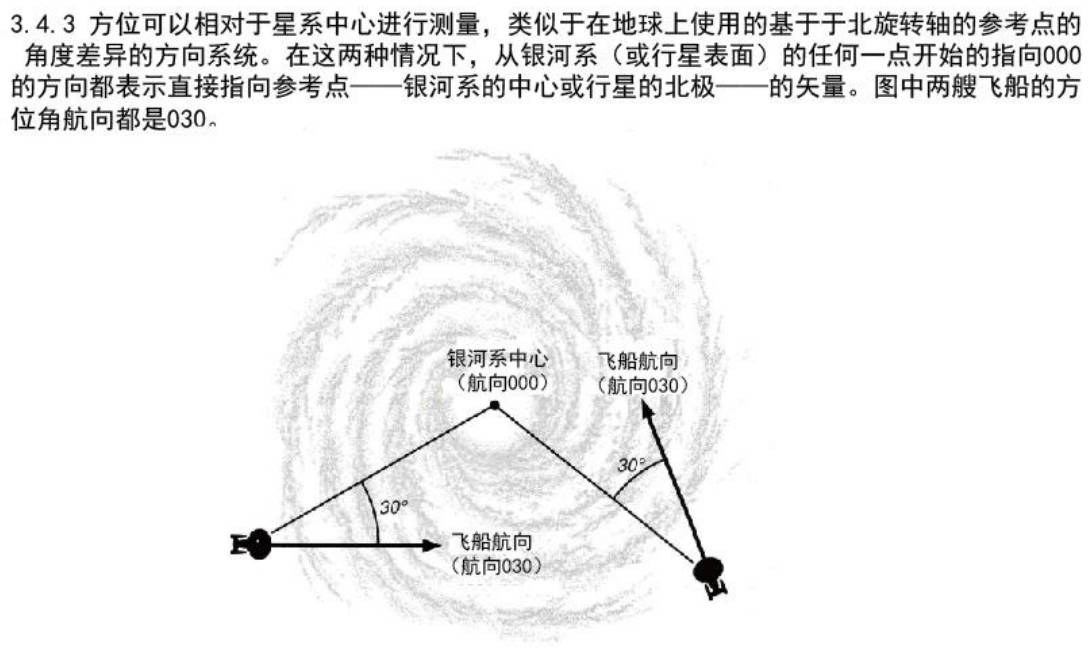 3.4.3 方位可以相对于星系中心进行测量，类似于在地球上使用的基于于北旋转轴的参考点的
角度差异的方向系统。在这两种情况下，从银河系（或行星表面）的任何一点开始的指向000
的方向都表示直接指向参考点——银河系的中心或行星的北极——的矢量。图中两艘飞船的方
位角航向都是030。
银河系中心
（航向000）
飞船航向
（航向030）
30°
30°
飞船航向
（航向030）